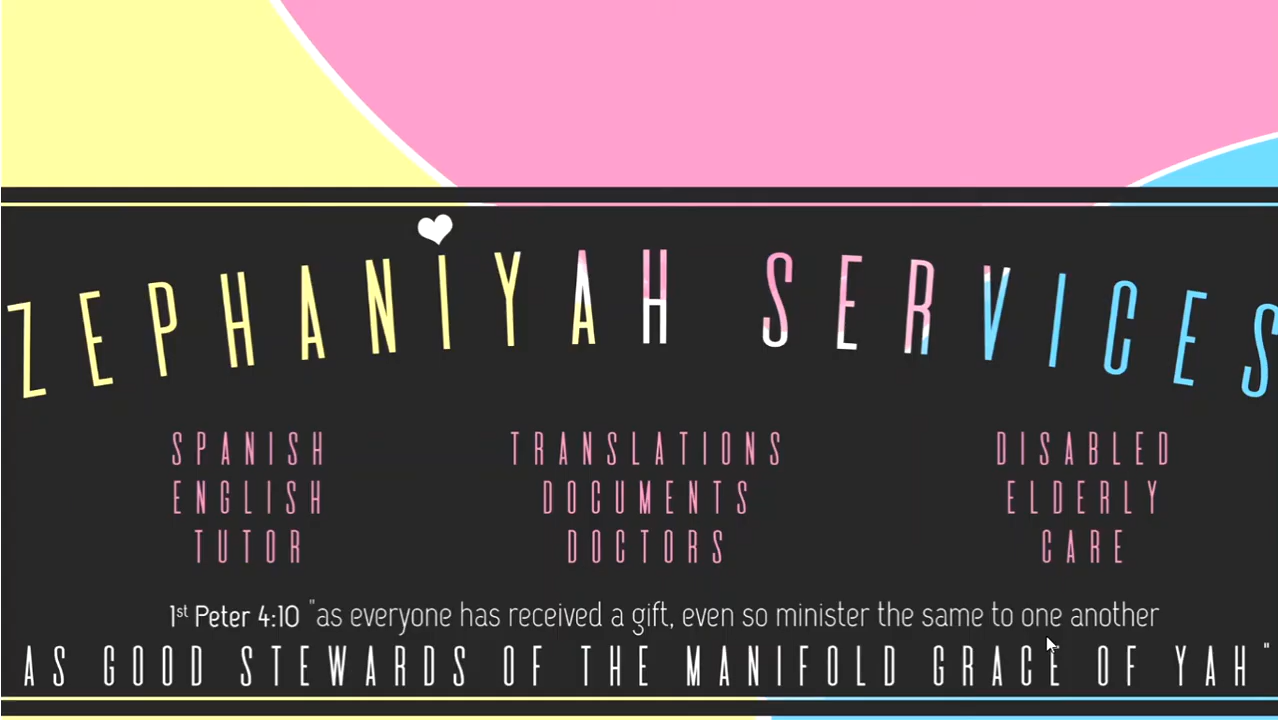 ZEPHANIYAH SERVICES
SPANISH
ENGLISH
TUTOR
TRANSLATIONS
DOCUMENTS
DOCTORS
DISABLED
ELDERLY
CARE
1st Peter 4:10 "as everyone has received a gift, even so minister the same to one another
AS GOOD STEWARDS OF THE MANIFOLD GRACE OF YAH"